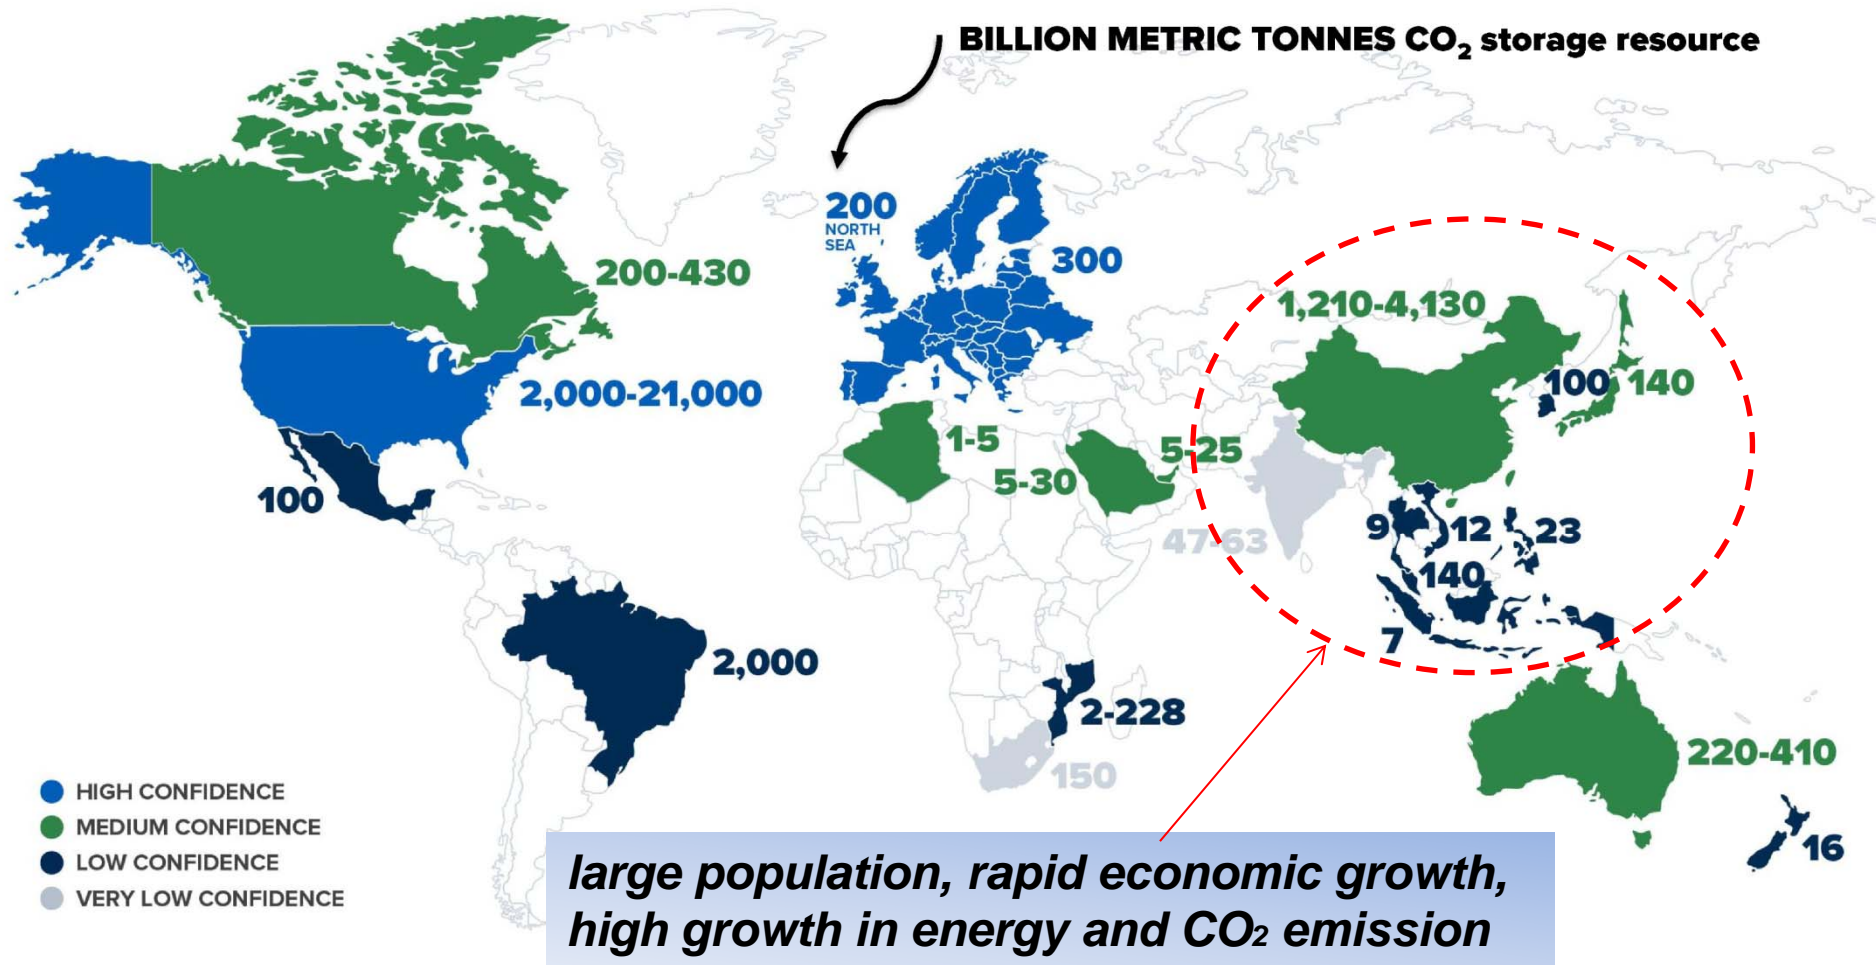 BILLION METRIC TONNES CO₂ storage resource
200
NORTH
SEA
300
200-430
1,210-4,130
2,000-21,000
100
140
1-5
5-25
5-30
100
9
12
23
47-63
140
7
2,000
2-228
150
220-410
16
HIGH CONFIDENCE
MEDIUM CONFIDENCE
LOW CONFIDENCE
VERY LOW CONFIDENCE
large population, rapid economic growth,
high growth in energy and CO₂ emission